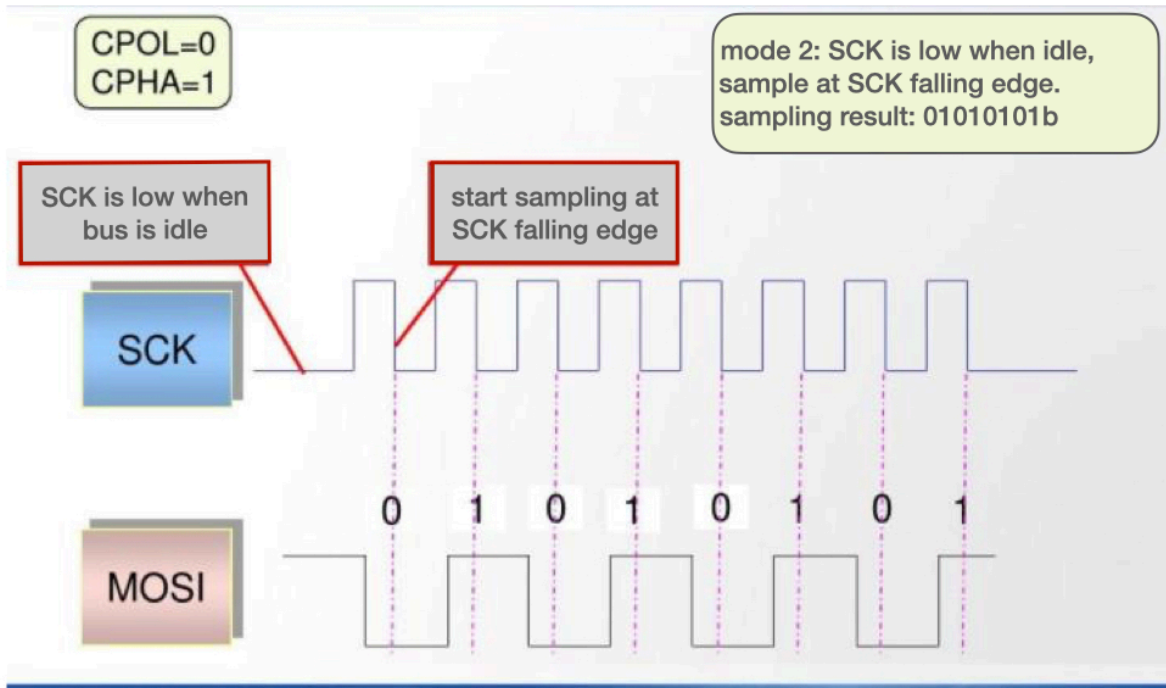 CPOL=0
CPHA=1
mode 2: SCK is low when idle,
sample at SCK falling edge.
sampling result: 01010101b
SCK is low when
bus is idle
start sampling at
SCK falling edge
SCK
0 1 0 1 0 1 0 1
MOSI